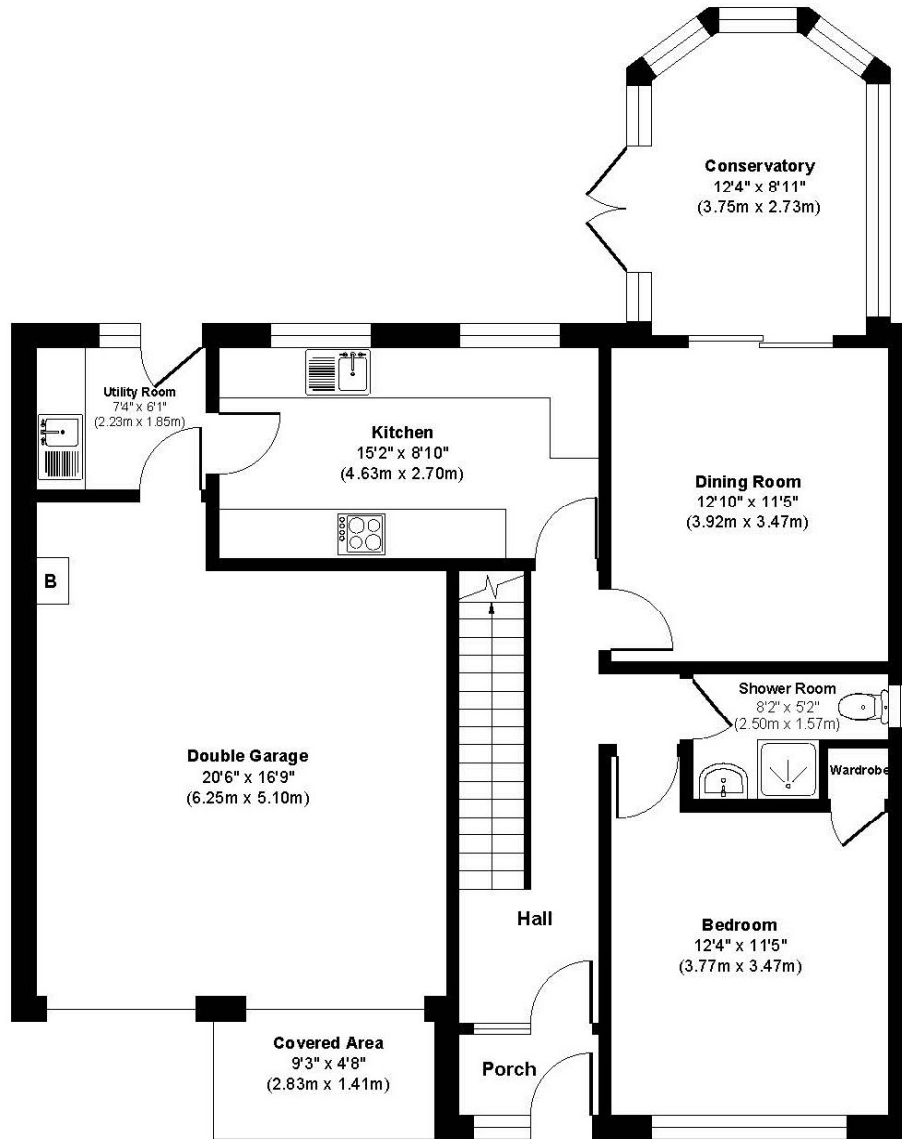 Conservatory
12'4" x 8'11"
(3.75m x 2.73m)
Utility Room
7'4" x 6'1"
(2.23m x 1.85m)
Kitchen
15'2" x 8'10"
(4.63m x 2.70m)
Dining Room
12'10" x 11'5"
(3.92m x 3.47m)
B
Shower Room
8'2" x 5'2"
(2.50m x 1.57m)
Wardrobe
Double Garage
20'6" x 16'9"
(6.25m x 5.10m)
Hall
Bedroom
12'4" x 11'5"
(3.77m x 3.47m)
Covered Area
9'3" x 4'8"
(2.83m x 1.41m)
Porch